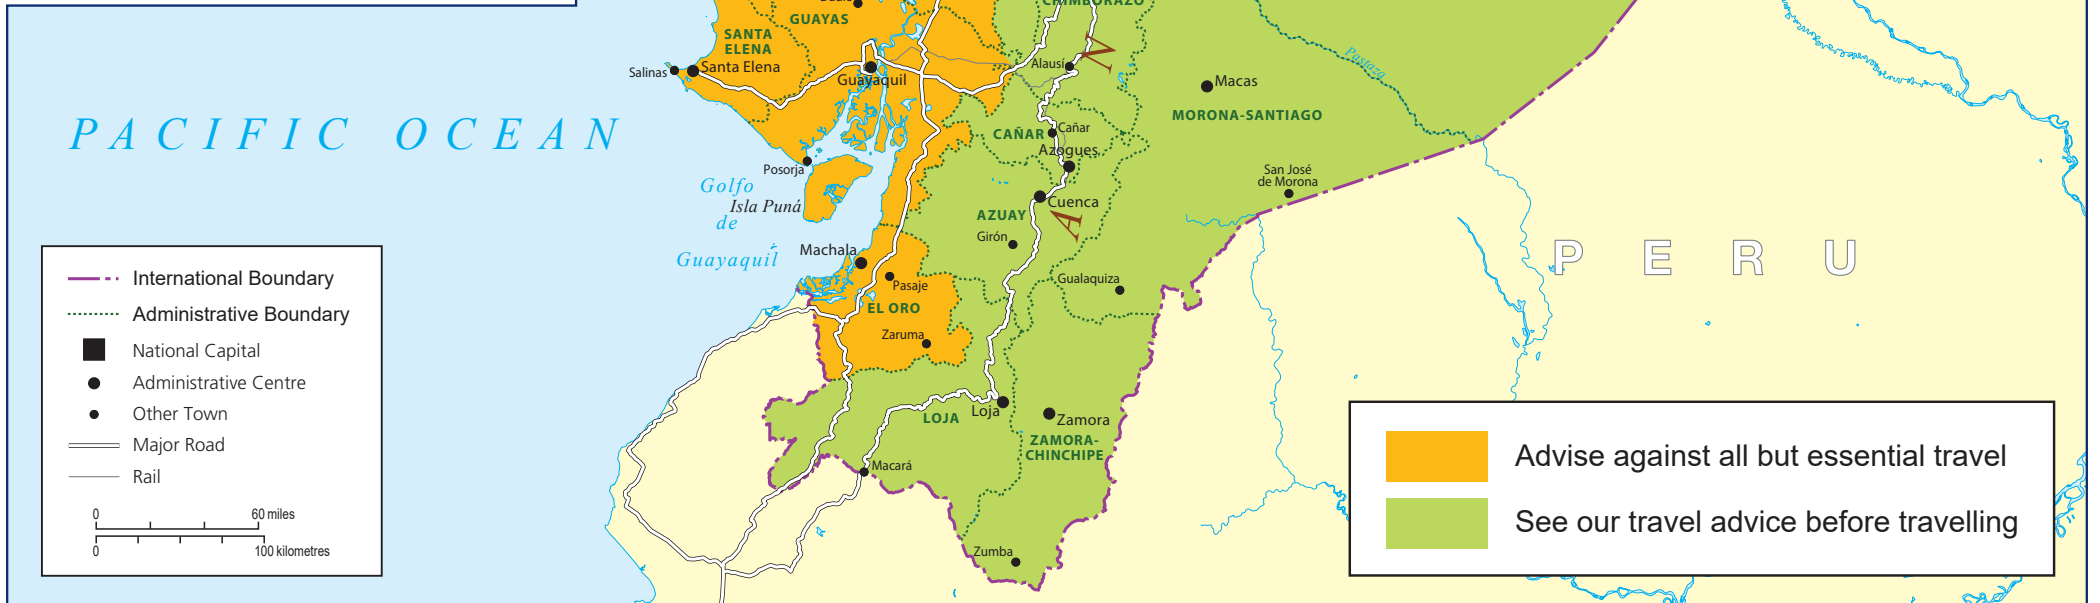 CHIMBORAZO
GUAYAS
SANTA
ELENA
Salinas
Santa Elena
Guayaquil
Alausí
N
Macas
MORONA-SANTIAGO
Pastaza
PACIFIC OCEAN
CAÑAR
Cañar
Azogues
Posorja
San José
de Morona
Golfo
de
Guayaquil
Isla Puná
AZUAY
Cuenca
A
Girón
PERU
Machala
Pasaje
Gualaquiza
EL ORO
Zaruma
LOJA
Loja
Zamora
ZAMORA-
CHINCHIPE
Macará
Zumba
International Boundary
Administrative Boundary
National Capital
Administrative Centre
Other Town
Major Road
Rail
0 60 miles
0 100 kilometres
Advise against all but essential travel
See our travel advice before travelling